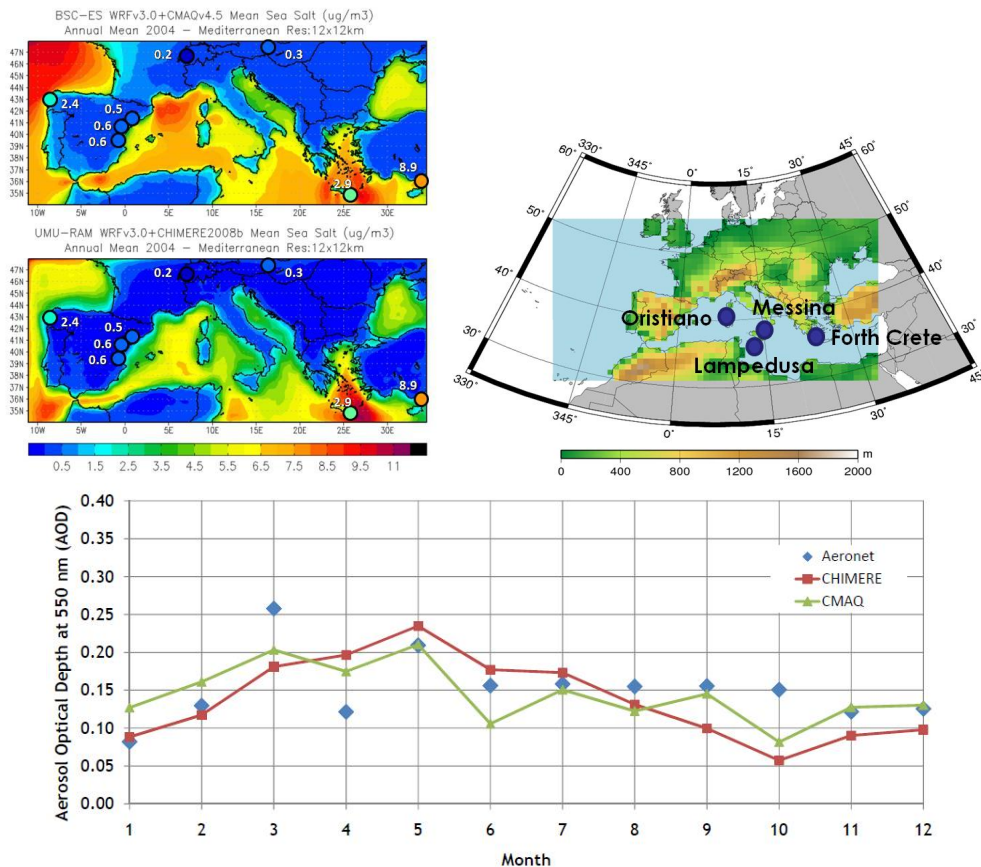 BSC-ES WRFv3.0+CMAQv4.5 Mean Sea Salt (ug/m3)
Annual Mean 2004 - Mediterranean Res:12x12km
47N
46N
45N
44N
43N
42N
41N
40N
39N
38N
37N
36N
35N
0.2
0.3
2.4
0.5
0.6
0.6
8.9
2.9
10W 5W 0 5E 10E 15E 20E 25E 30E
UMU-RAM WRFv3.0+CHIMERE2008b Mean Sea Salt (ug/m3)
Annual Mean 2004 - Mediterranean Res:12x12km
47N
46N
45N
44N
43N
42N
41N
40N
39N
38N
37N
36N
35N
0.2
0.3
2.4
0.5
0.6
0.6
8.9
2.9
10W 5W 0 5E 10E 15E 20E 25E 30E
0.5 1.5 2.5 3.5 4.5 5.5 6.5 7.5 8.5 9.5 11
330° 345° 0° 15° 30° 45°
60° 60°
50° 50°
40° 40°
30° 30°
330° 345° 0° 15° 30° 45°
Oristiano
Messina
Forth Crete
Lampedusa
m
0 400 800 1200 1600 2000
Aerosol Optical Depth at 550 nm (AOD)
0.40
0.35
0.30
0.25
0.20
0.15
0.10
0.05
0.00
Aeronet
CHIMERE
CMAQ
1 2 3 4 5 6 7 8 9 10 11 12
Month